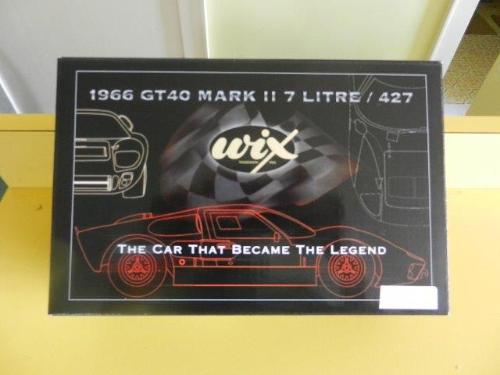 1966 GT40 MARK II 7 LITRE / 427
wix
THE CAR THAT BECAME THE LEGEND